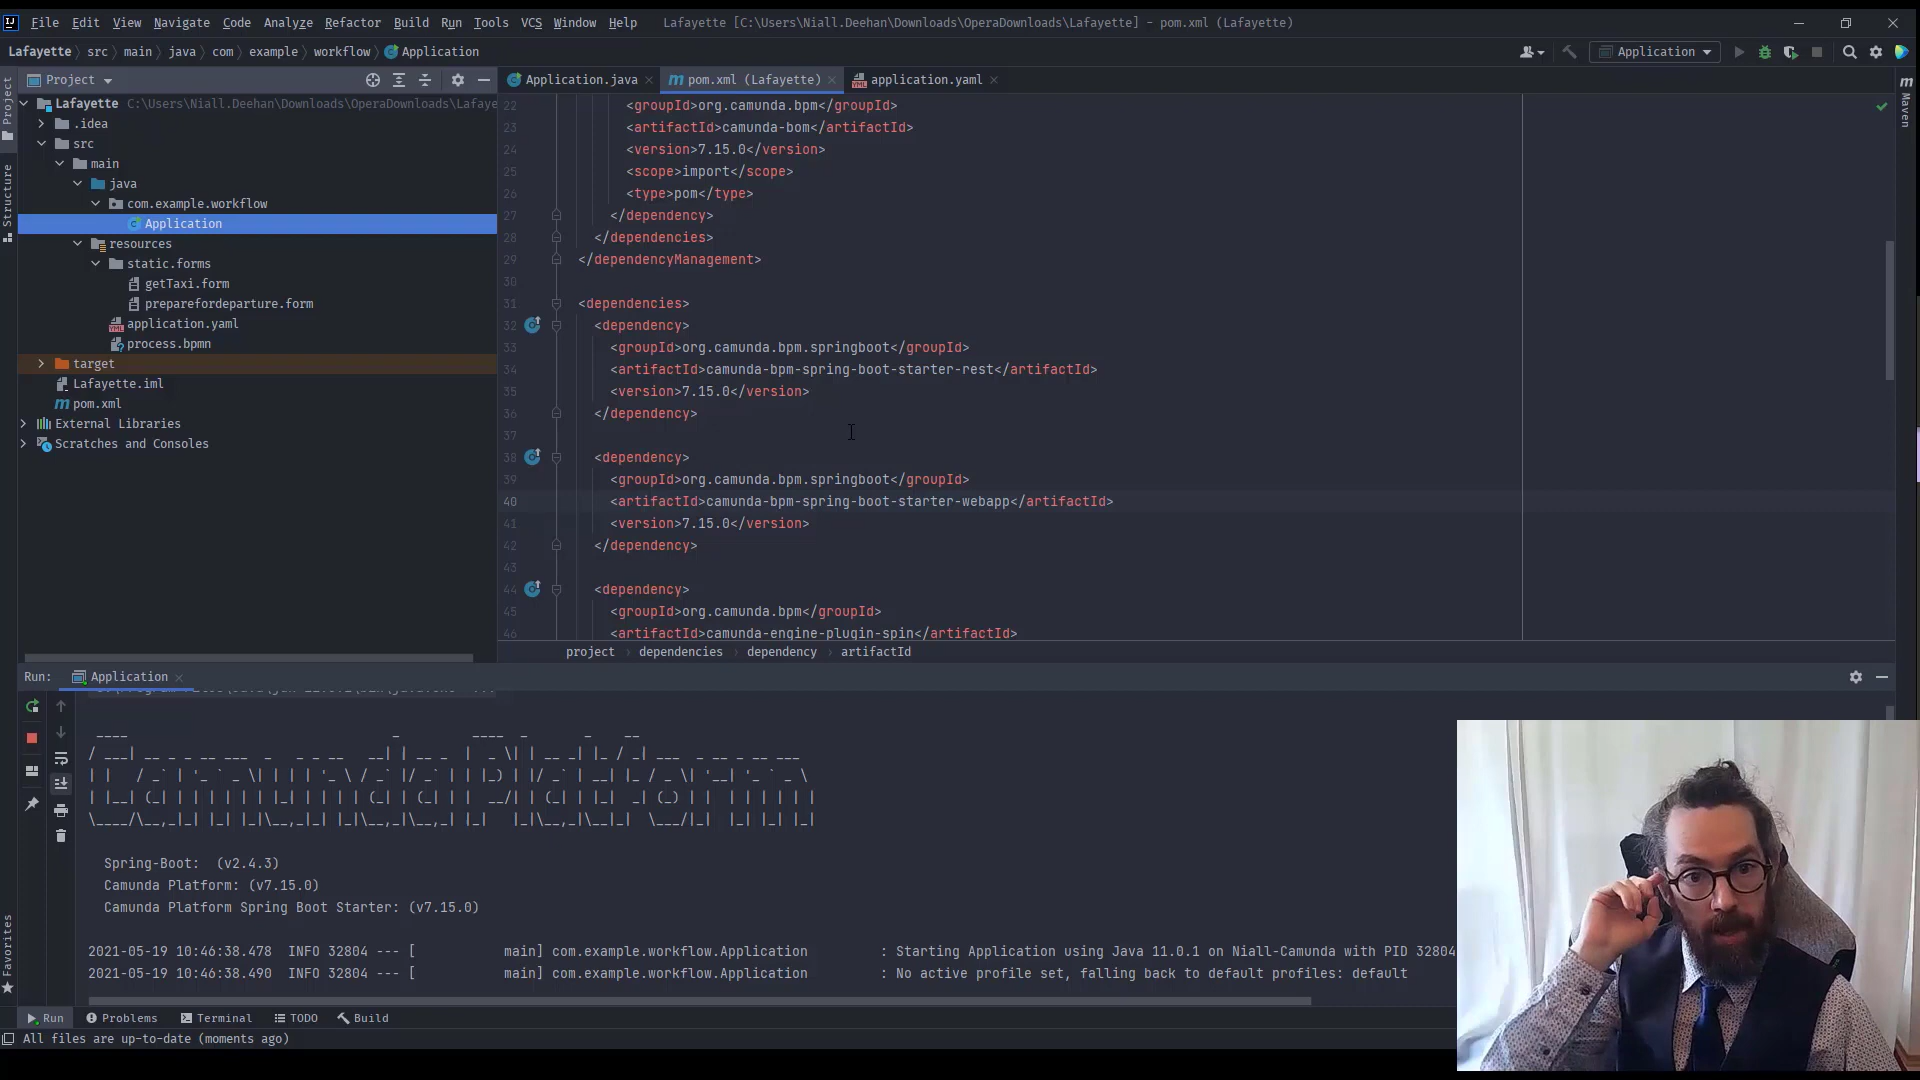 File Edit View Navigate Code Analyze Refactor Build Run Tools VCS Window Help Lafayette [C:\Users\Niall.Deehan\Downloads\OperaDownloads\Lafayette] - pom.xml (Lafayette)
Lafayette src main java com example workflow Application
Application
Project
Application.java pom.xml (Lafayette) application.yaml
Project
Structure
Favorites
Maven
Lafayette C:\Users\Niall.Deehan\Downloads\OperaDownloads\Lafaye
.idea
src
main
java
com.example.workflow
Application
resources
static.forms
getTaxi.form
preparefordeparture.form
application.yaml
process.bpmn
target
Lafayette.iml
pom.xml
External Libraries
Scratches and Consoles
22 <groupId>org.camunda.bpm</groupId>
23 <artifactId>camunda-bom</artifactId>
24 <version>7.15.0</version>
25 <scope>import</scope>
26 <type>pom</type>
27 </dependency>
28 </dependencies>
29 </dependencyManagement>
30
31 <dependencies>
32 <dependency>
33 <groupId>org.camunda.bpm.springboot</groupId>
34 <artifactId>camunda-bpm-spring-boot-starter-rest</artifactId>
35 <version>7.15.0</version>
36 </dependency>
37
38 <dependency>
39 <groupId>org.camunda.bpm.springboot</groupId>
40 <artifactId>camunda-bpm-spring-boot-starter-webapp</artifactId>
41 <version>7.15.0</version>
42 </dependency>
43
44 <dependency>
45 <groupId>org.camunda.bpm</groupId>
46 <artifactId>camunda-engine-plugin-spin</artifactId>
project dependencies dependency artifactId
Run: Application
Camunda Platform
Spring-Boot: (v2.4.3)
Camunda Platform: (v7.15.0)
Camunda Platform Spring Boot Starter: (v7.15.0)
2021-05-19 10:46:38.478 INFO 32804 --- [ main] com.example.workflow.Application : Starting Application using Java 11.0.1 on Niall-Camunda with PID 32804
2021-05-19 10:46:38.490 INFO 32804 --- [ main] com.example.workflow.Application : No active profile set, falling back to default profiles: default
Run Problems Terminal TODO Build
All files are up-to-date (moments ago)